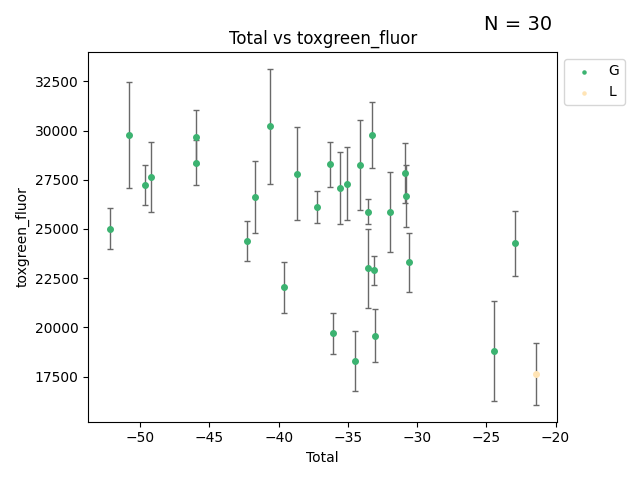 N = 30
Total vs toxgreen_fluor
G
L
32500
30000
27500
25000
22500
20000
17500
toxgreen_fluor
−50
−45
−40
−35
−30
−25
−20
Total